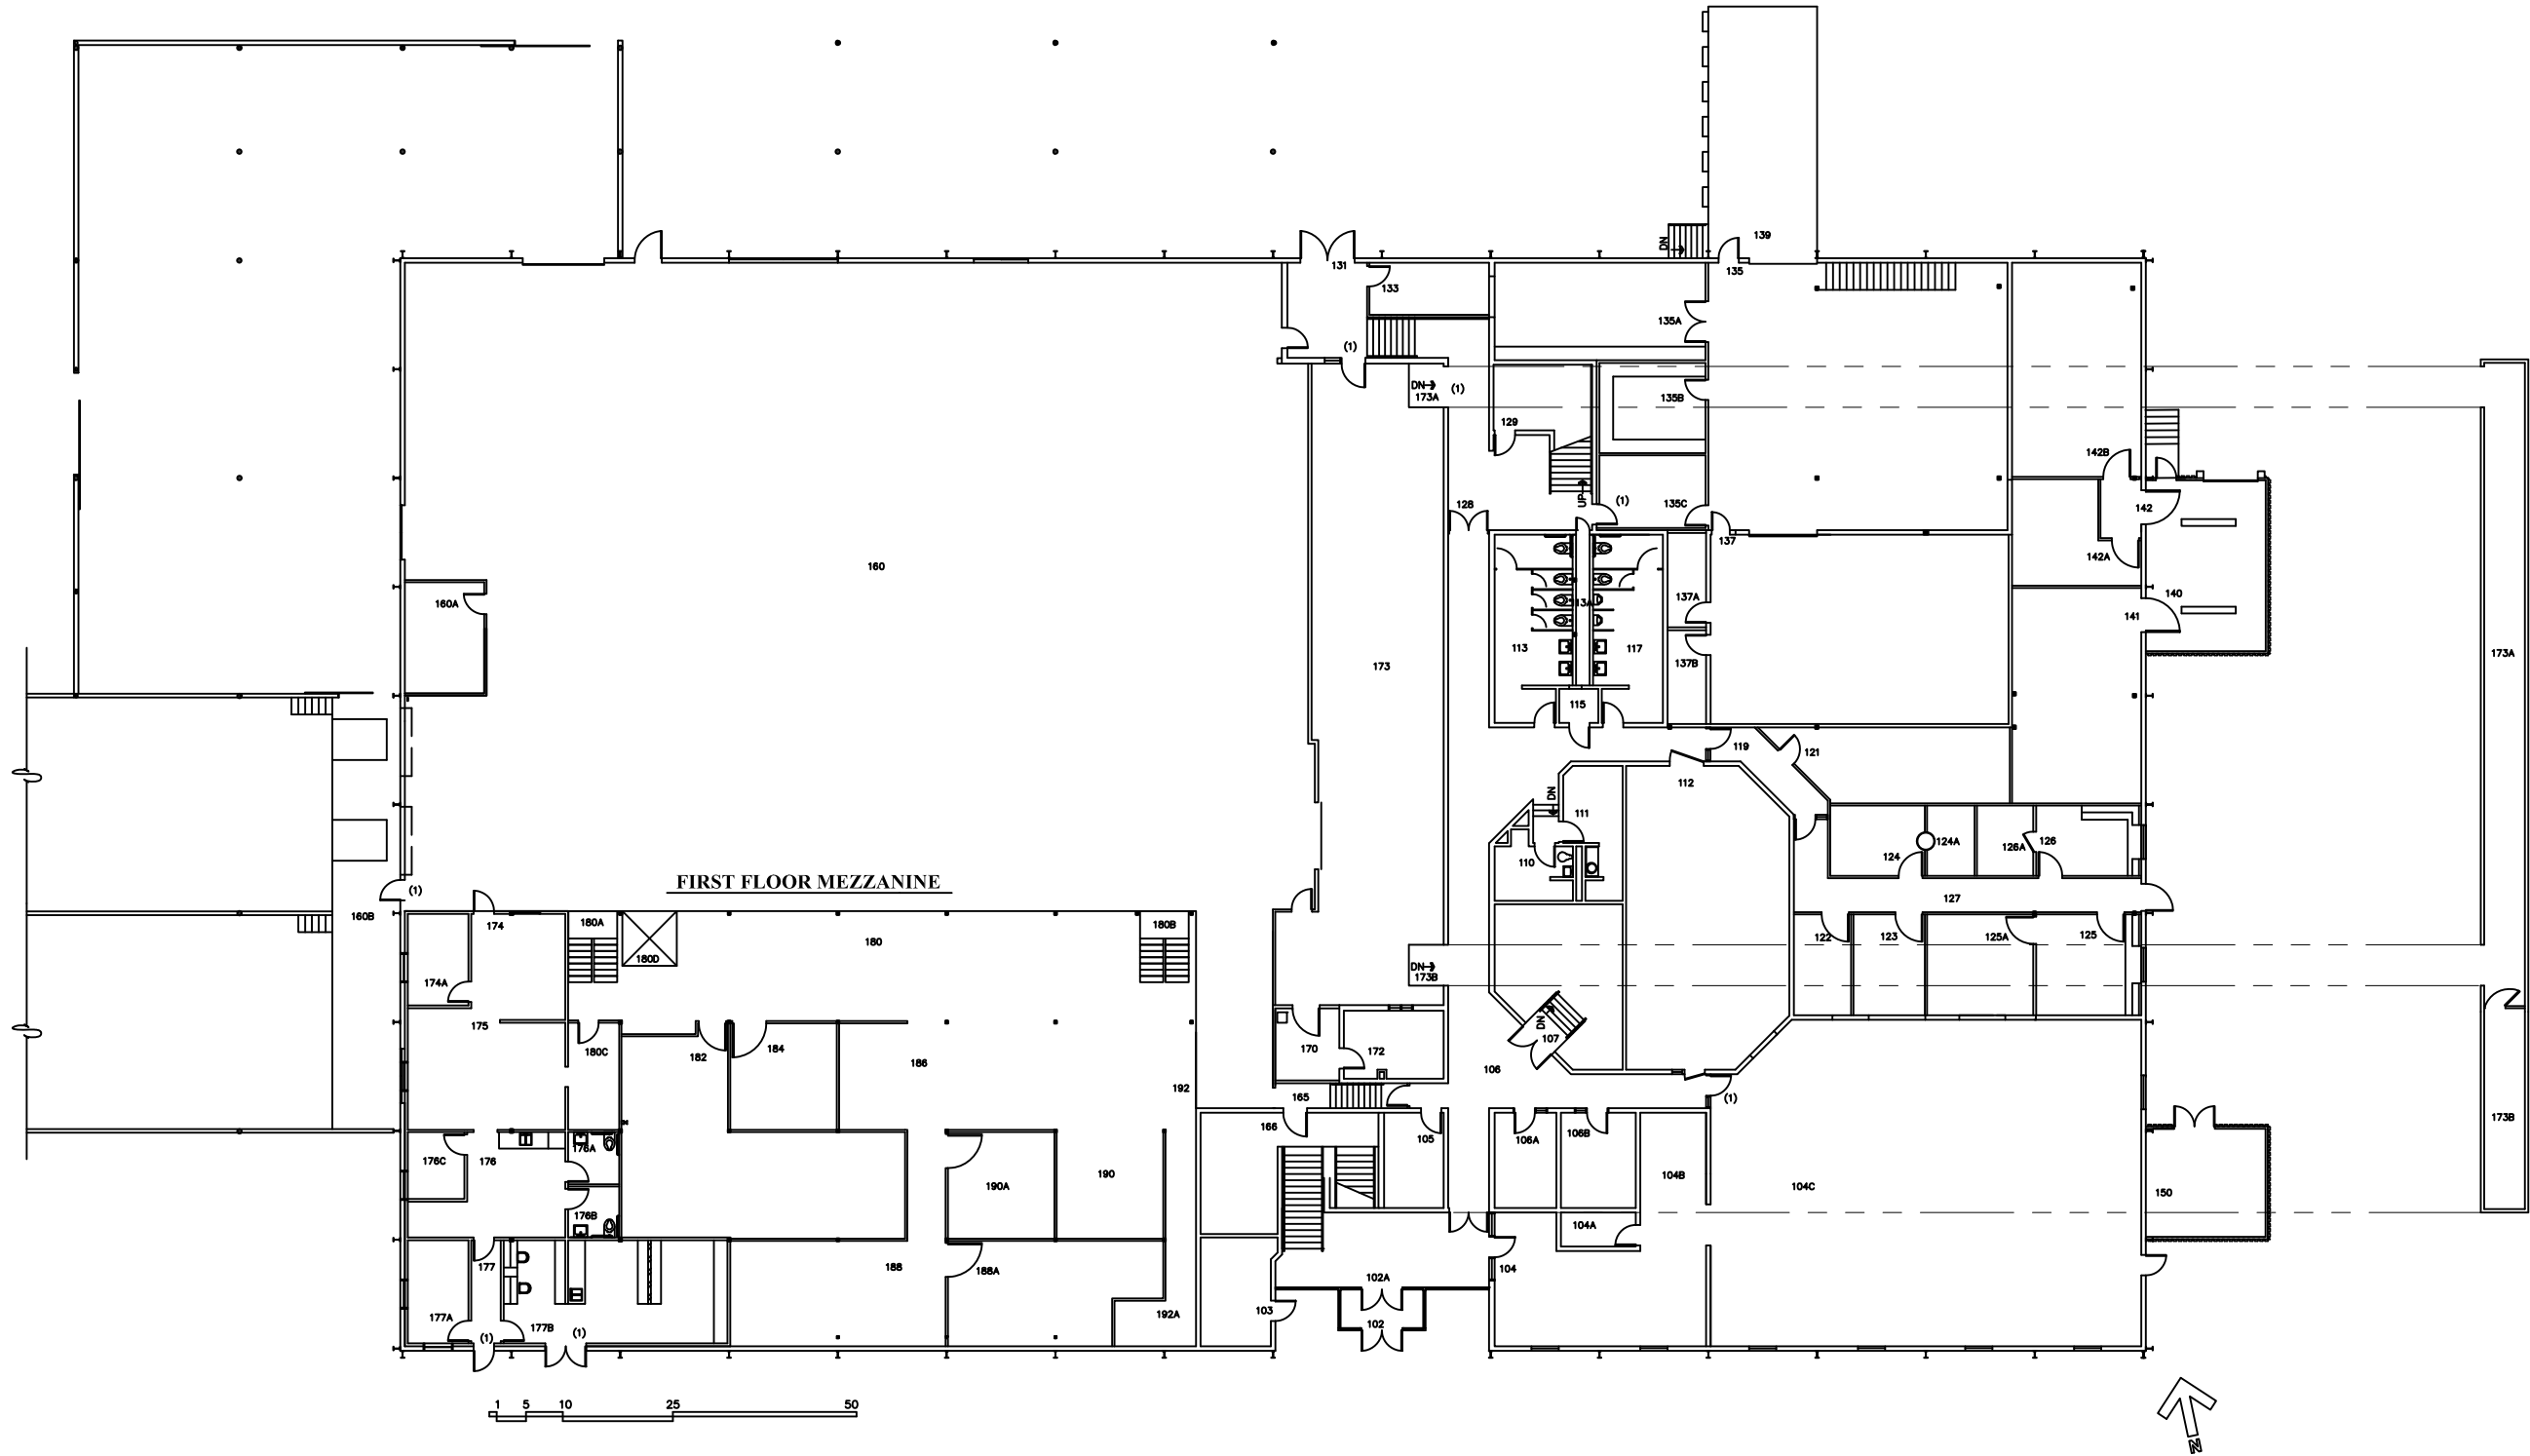 DN
139
131
135
133
135A
(1)
DN
173A
(1)
135B
129
142B
UP
(1)
135C
128
142
137
142A
160
140
160A
137A
113A
141
113
117
173A
137B
173
115
119
121
112
DN
111
124A
126
110
124
126A
FIRST FLOOR MEZZANINE
(1)
127
160B
174
180A
180B
180
122
123
125A
125
180D
DN
173B
174A
175
DN
107
180C
182
184
186
170
172
106
192
165
(1)
173B
166
105
106A
106B
176A
176C
176
190A
190
104B
104C
150
176B
104A
177
188
188A
104
102A
177A
177B
(1)
(1)
192A
103
102
1 5 10 25 50
N